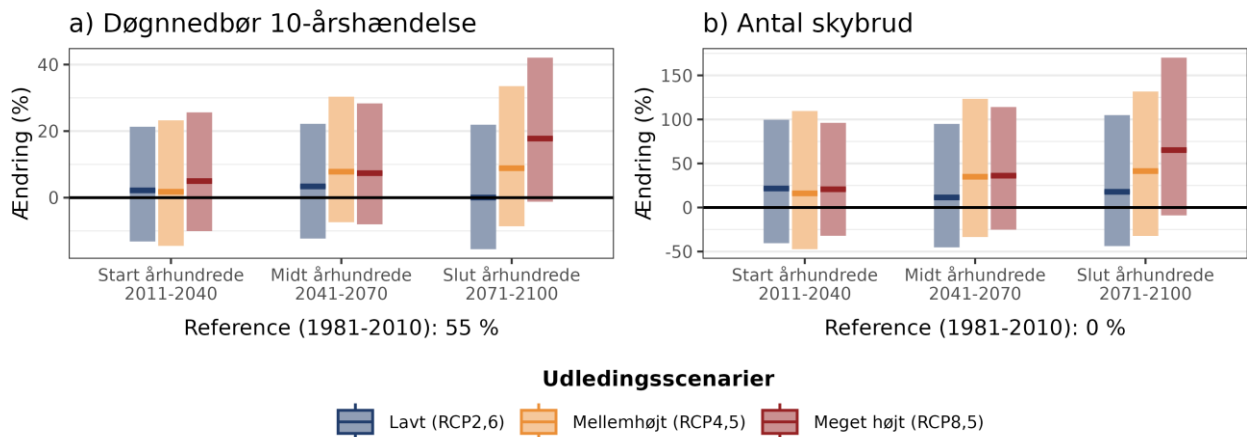 a) Døgnnedbør 10-årshændelse
Ændring (%)
40
20
0
Start århundrede
2011-2040
Midt århundrede
2041-2070
Slut århundrede
2071-2100
Reference (1981-2010): 55 %
b) Antal skybrud
Ændring (%)
150
100
50
0
-50
Start århundrede
2011-2040
Midt århundrede
2041-2070
Slut århundrede
2071-2100
Reference (1981-2010): 0 %
Udledingsscenarier
Lavt (RCP2,6)
Mellemhøjt (RCP4,5)
Meget højt (RCP8,5)